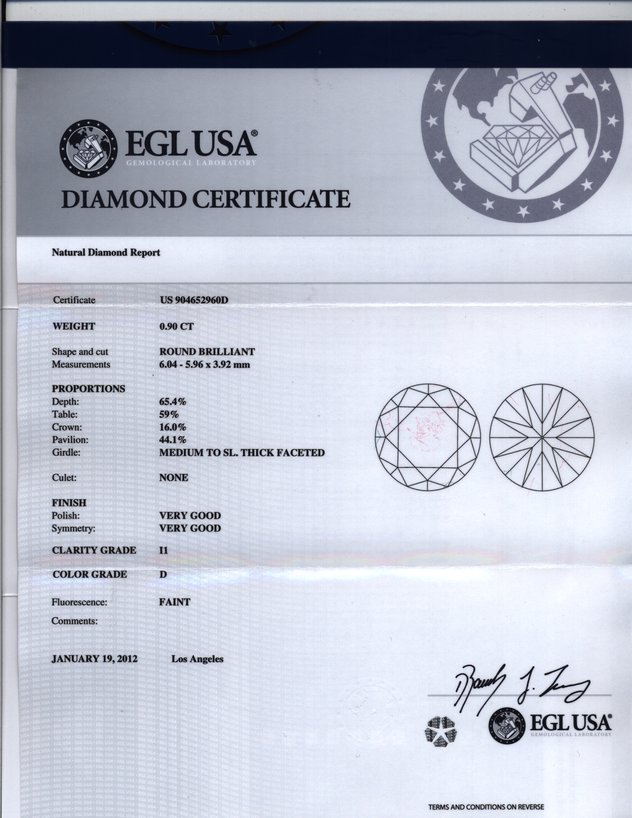 EGL USA®
GEMOLOGICAL LABORATORY
DIAMOND CERTIFICATE
Natural Diamond Report
Certificate US 904652960D
WEIGHT 0.90 CT
Shape and cut ROUND BRILLIANT
Measurements 6.04 - 5.96 x 3.92 mm
PROPORTIONS
Depth: 65.4%
Table: 59%
Crown: 16.0%
Pavilion: 44.1%
Girdle: MEDIUM TO SL. THICK FACETED
Culet: NONE
FINISH
Polish: VERY GOOD
Symmetry: VERY GOOD
CLARITY GRADE I1
COLOR GRADE D
Fluorescence: FAINT
Comments:
JANUARY 19, 2012 Los Angeles
EGL USA®
GEMOLOGICAL LABORATORY
TERMS AND CONDITIONS ON REVERSE